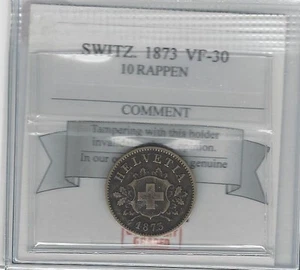 SWITZ. 1873 VF-30
10 RAPPEN
COMMENT
Tampering with this holder
In our genuine
HELVETIA
1873